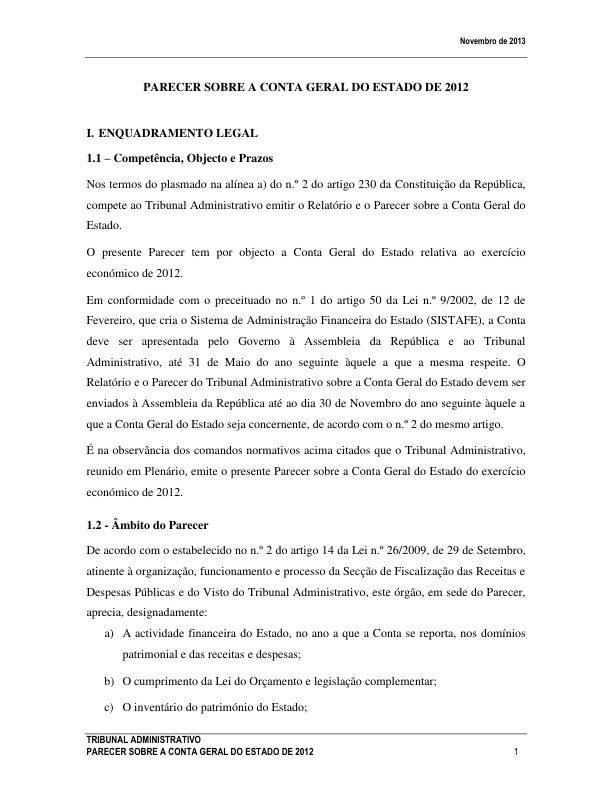 Novembro de 2013
PARECER SOBRE A CONTA GERAL DO ESTADO DE 2012
I. ENQUADRAMENTO LEGAL
1.1 – Competência, Objecto e Prazos
Nos termos do plasmado na alínea a) do n.º 2 do artigo 230 da Constituição da República,
compete ao Tribunal Administrativo emitir o Relatório e o Parecer sobre a Conta Geral do
Estado.
O presente Parecer tem por objecto a Conta Geral do Estado relativa ao exercício
económico de 2012.
Em conformidade com o preceituado no n.º 1 do artigo 50 da Lei n.º 9/2002, de 12 de
Fevereiro, que cria o Sistema de Administração Financeira do Estado (SISTAFE), a Conta
deve ser apresentada pelo Governo à Assembleia da República e ao Tribunal
Administrativo, até 31 de Maio do ano seguinte àquele a que a mesma respeite. O
Relatório e o Parecer do Tribunal Administrativo sobre a Conta Geral do Estado devem ser
enviados à Assembleia da República até ao dia 30 de Novembro do ano seguinte àquele a
que a Conta Geral do Estado seja concernente, de acordo com o n.º 2 do mesmo artigo.
É na observância dos comandos normativos acima citados que o Tribunal Administrativo,
reunido em Plenário, emite o presente Parecer sobre a Conta Geral do Estado do exercício
económico de 2012.
1.2 - Âmbito do Parecer
De acordo com o estabelecido no n.º 2 do artigo 14 da Lei n.º 26/2009, de 29 de Setembro,
atinente à organização, funcionamento e processo da Secção de Fiscalização das Receitas e
Despesas Públicas e do Visto do Tribunal Administrativo, este órgão, em sede do Parecer,
aprecia, designadamente:
a) A actividade financeira do Estado, no ano a que a Conta se reporta, nos domínios
patrimonial e das receitas e despesas;
b) O cumprimento da Lei do Orçamento e legislação complementar;
c) O inventário do património do Estado;
TRIBUNAL ADMINISTRATIVO
PARECER SOBRE A CONTA GERAL DO ESTADO DE 2012 1